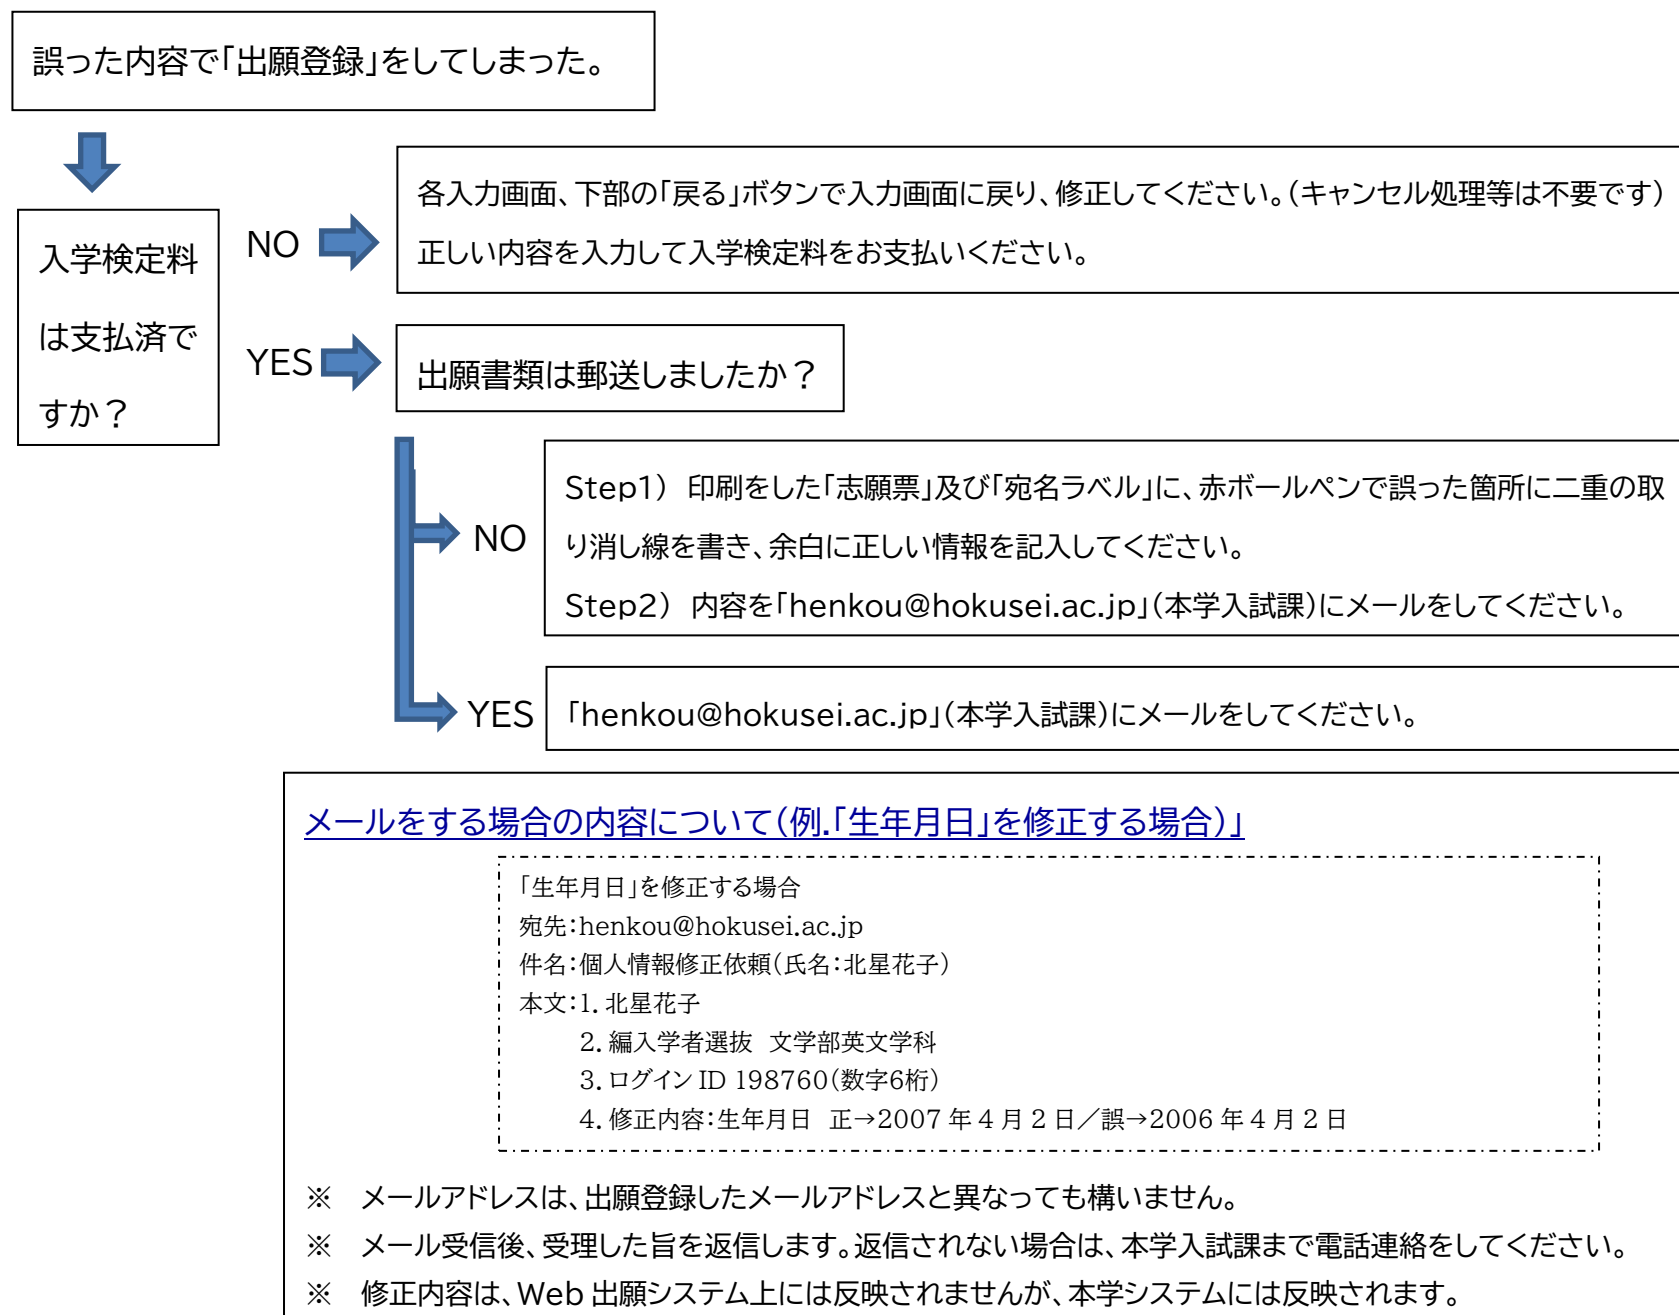 誤った内容で「出願登録」をしてしまった。
入学検定料
は支払済で
すか？
NO
各入力画面、下部の「戻る」ボタンで入力画面に戻り、修正してください。（キャンセル処理等は不要です）
正しい内容を入力して入学検定料をお支払いください。
YES
出願書類は郵送しましたか？
NO
Step1） 印刷をした「志願票」及び「宛名ラベル」に、赤ボールペンで誤った箇所に二重の取
り消し線を書き、余白に正しい情報を記入してください。
Step2） 内容を「henkou@hokusei.ac.jp」（本学入試課）にメールをしてください。
YES
「henkou@hokusei.ac.jp」（本学入試課）にメールをしてください。
メールをする場合の内容について（例.「生年月日」を修正する場合）」
「生年月日」を修正する場合
宛先：henkou@hokusei.ac.jp
件名：個人情報修正依頼（氏名：北星花子）
本文：1. 北星花子
2. 編入学者選抜 文学部英文学科
3. ログイン ID 198760（数字6桁）
4. 修正内容：生年月日 正→2007 年 4 月 2 日／誤→2006 年 4 月 2 日
※ メールアドレスは、出願登録したメールアドレスと異なっても構いません。
※ メール受信後、受理した旨を返信します。返信されない場合は、本学入試課まで電話連絡をしてください。
※ 修正内容は、Web 出願システム上には反映されませんが、本学システムには反映されます。